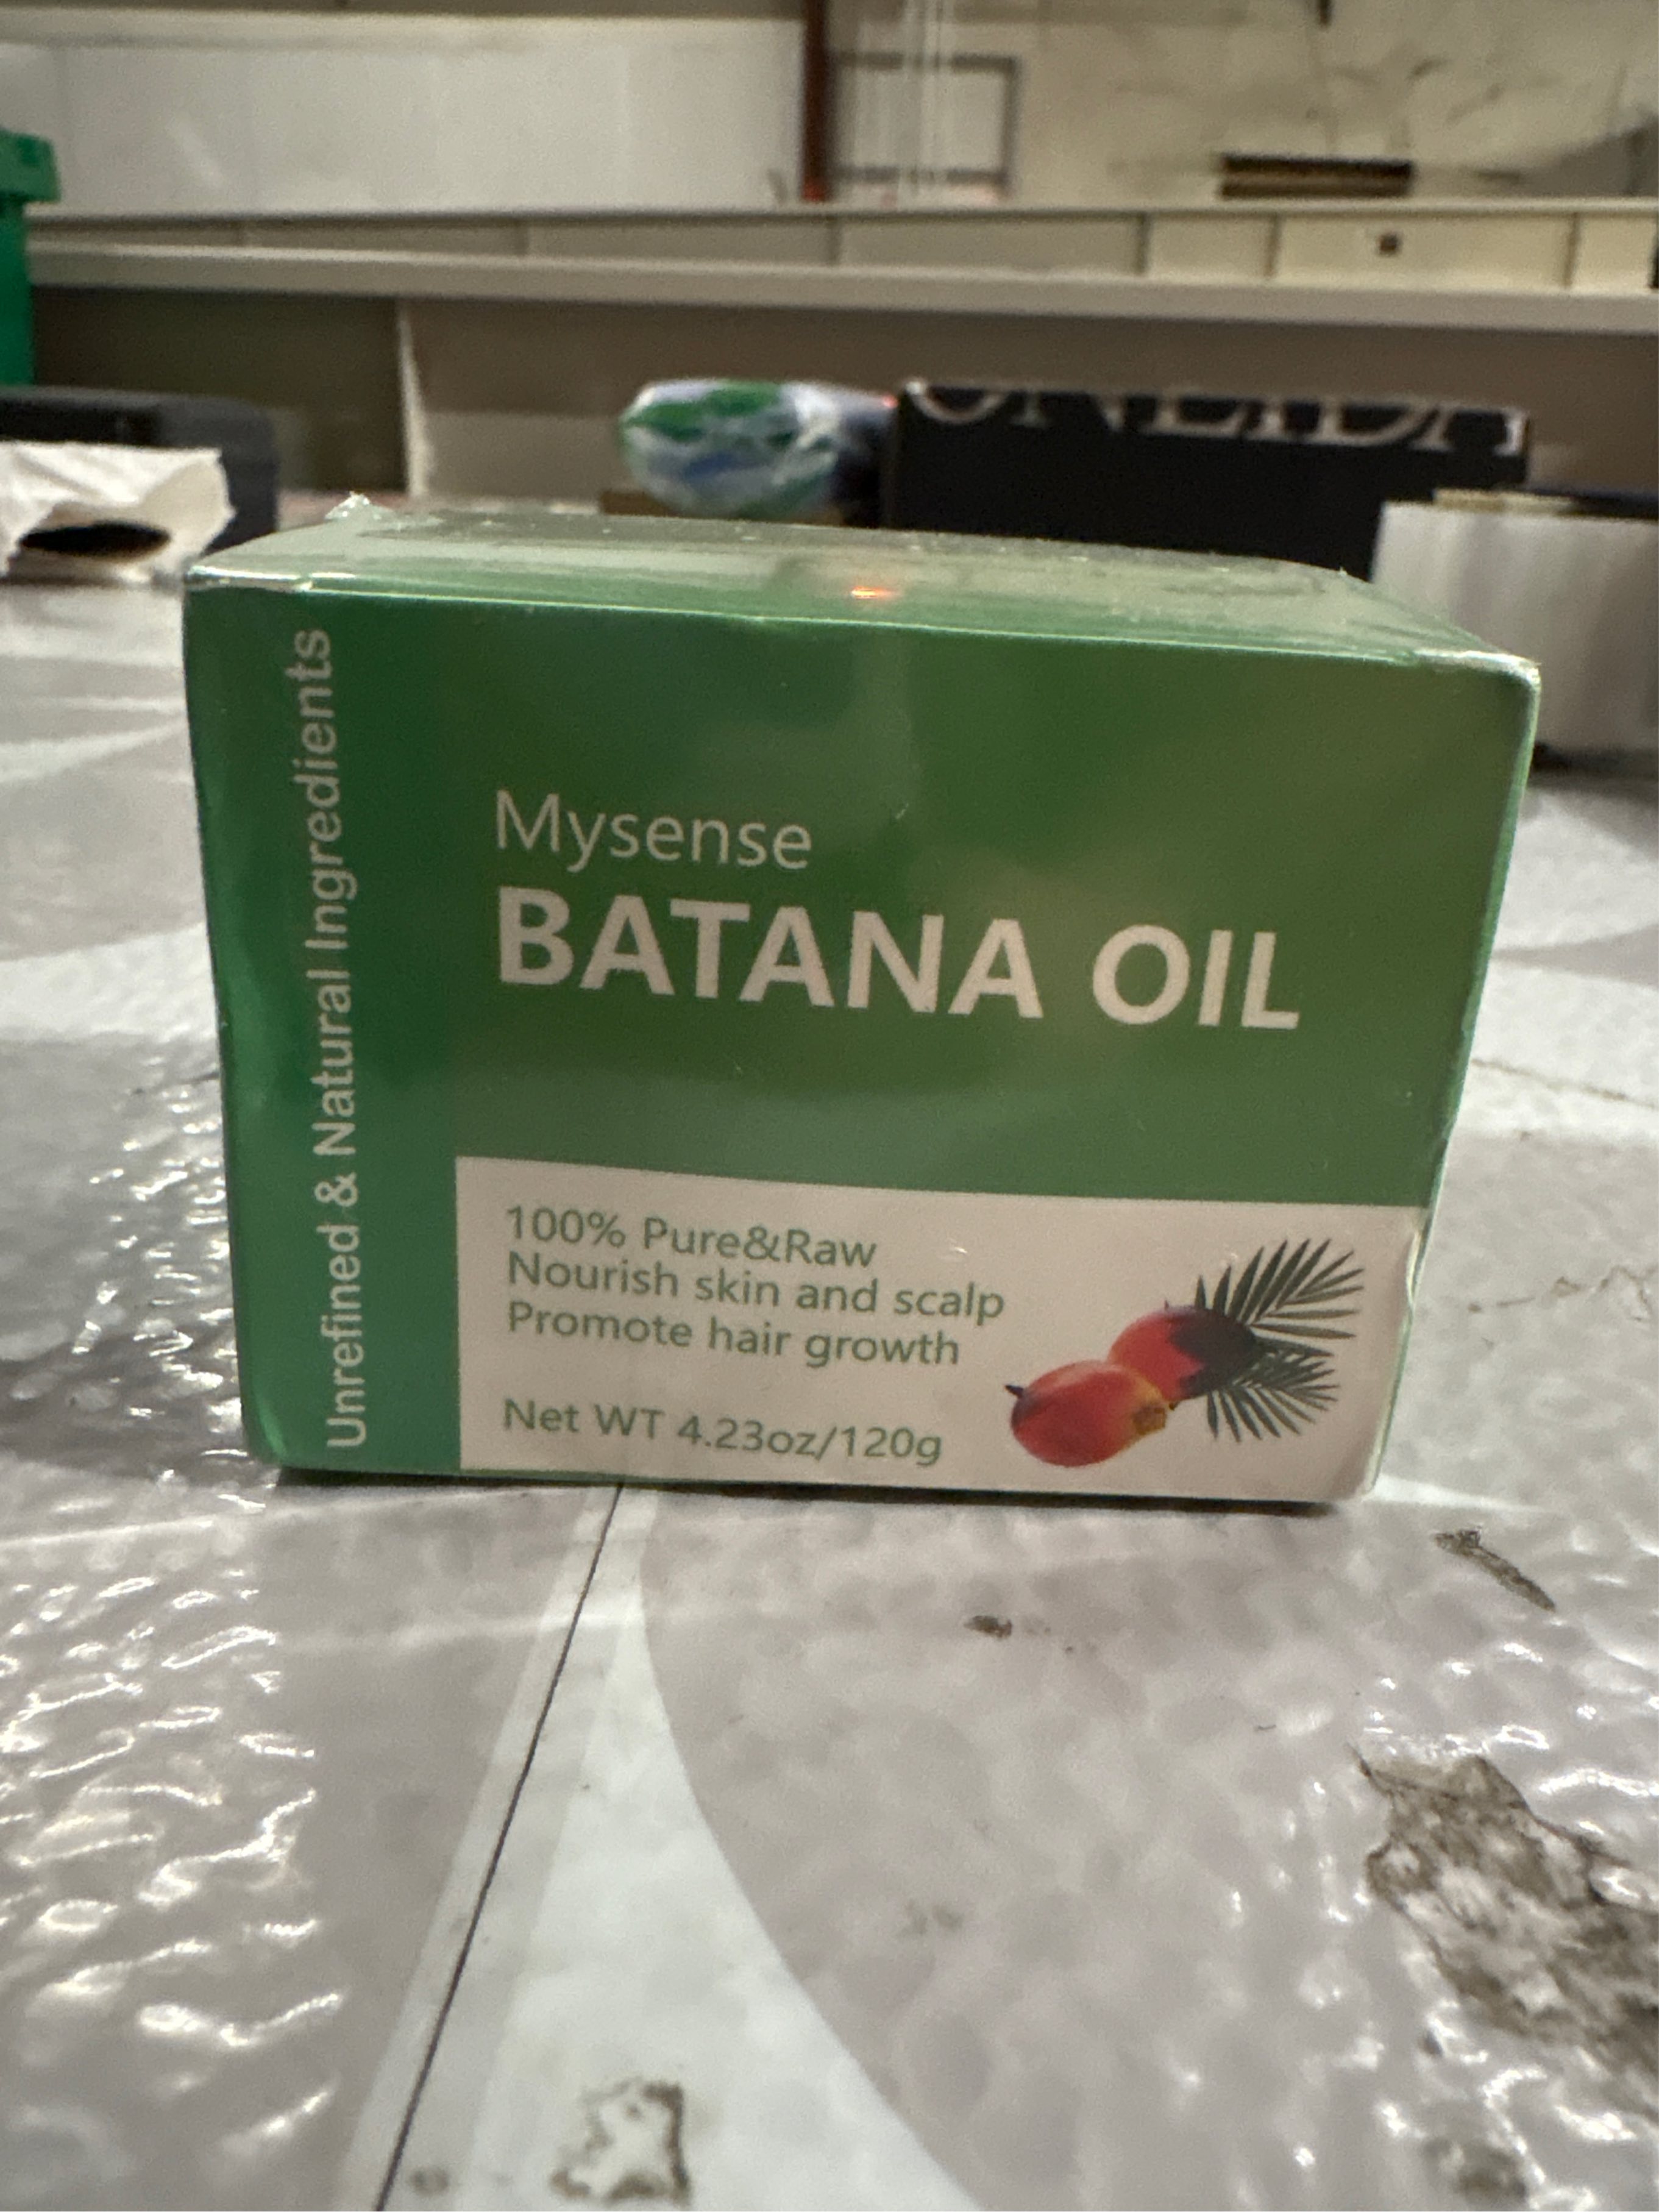 Unrefined & Natural Ingredients
Mysense
BATANA OIL
100% Pure&Raw
Nourish skin and scalp
Promote hair growth
Net WT 4.23oz/120g
ONEIDA